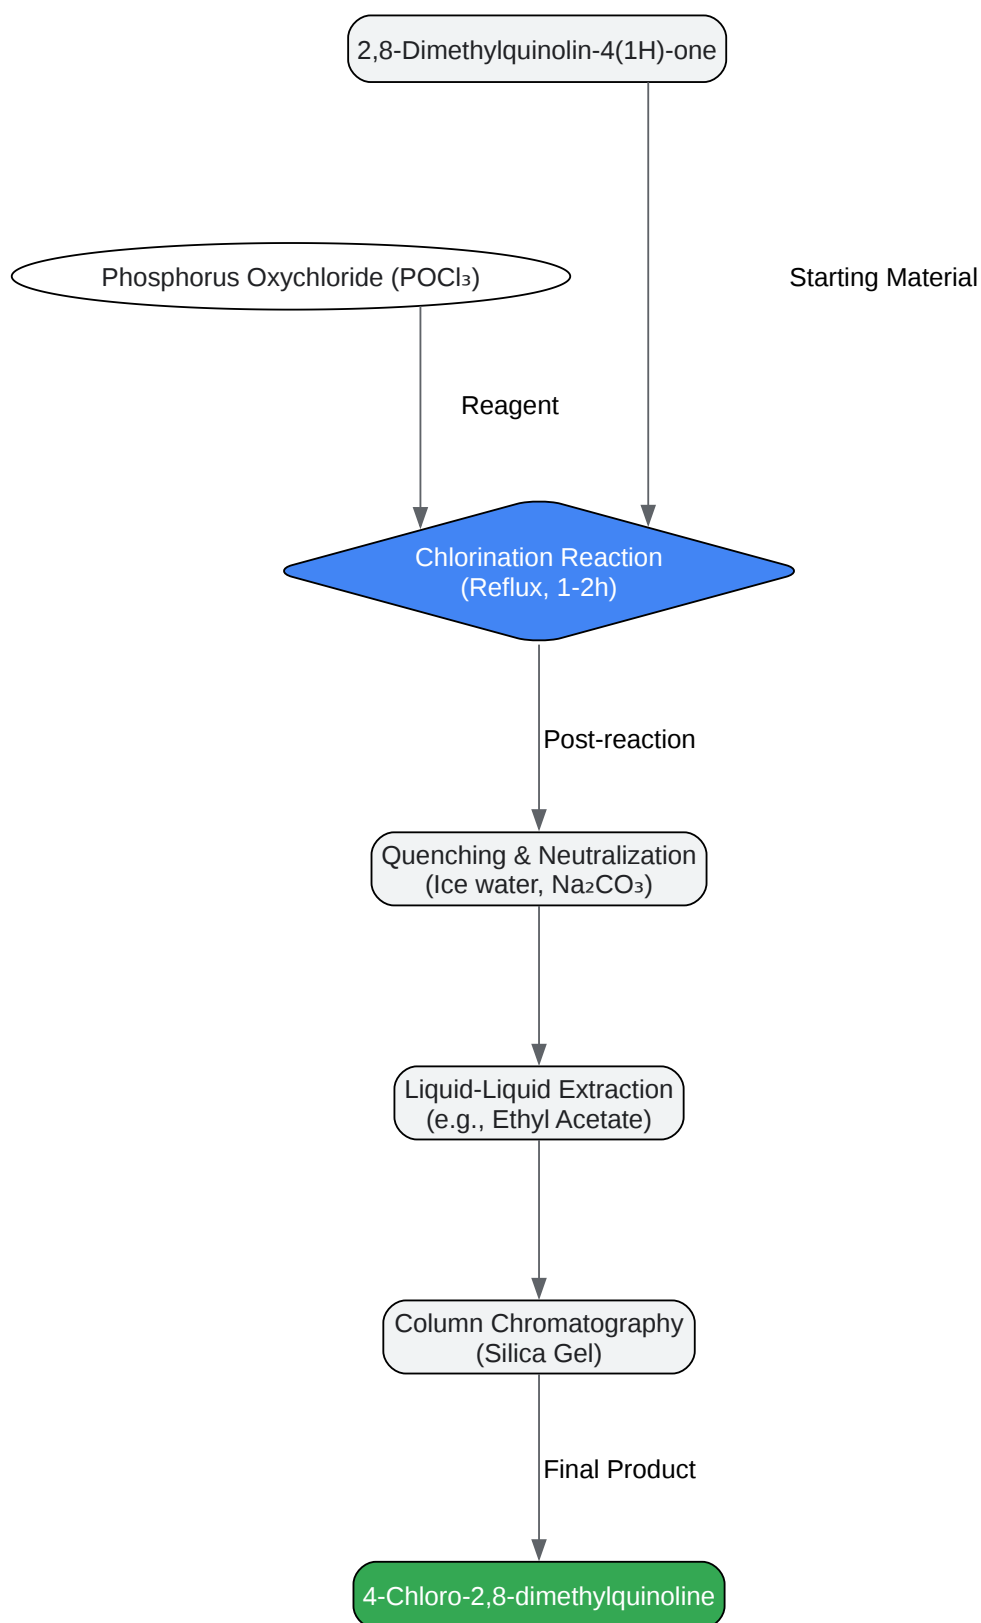 2,8-Dimethylquinolin-4(1H)-one
Phosphorus Oxychloride (POCl₃)
Starting Material
Reagent
Chlorination Reaction
(Reflux, 1-2h)
Post-reaction
Quenching & Neutralization
(Ice water, Na₂CO₃)
Liquid-Liquid Extraction
(e.g., Ethyl Acetate)
Column Chromatography
(Silica Gel)
Final Product
4-Chloro-2,8-dimethylquinoline